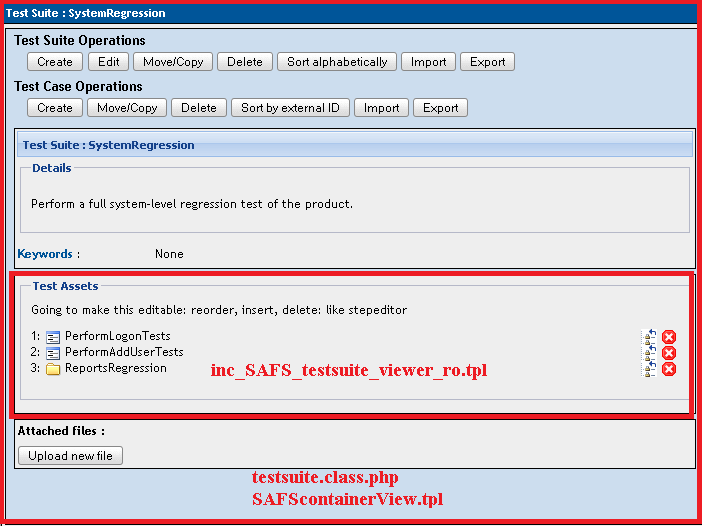 Test Suite : SystemRegression
Test Suite Operations
Create Edit Move/Copy Delete Sort alphabetically Import Export
Test Case Operations
Create Move/Copy Delete Sort by external ID Import Export
Test Suite : SystemRegression
Details
Perform a full system-level regression test of the product.
Keywords : None
Test Assets
Going to make this editable: reorder, insert, delete: like stepeditor
1: PerformLogonTests
2: PerformAddUserTests
3: ReportsRegression
inc_SAFS_testsuite_viewer_ro.tpl
Attached files :
Upload new file
testsuite.class.php
SAFScontainerView.tpl